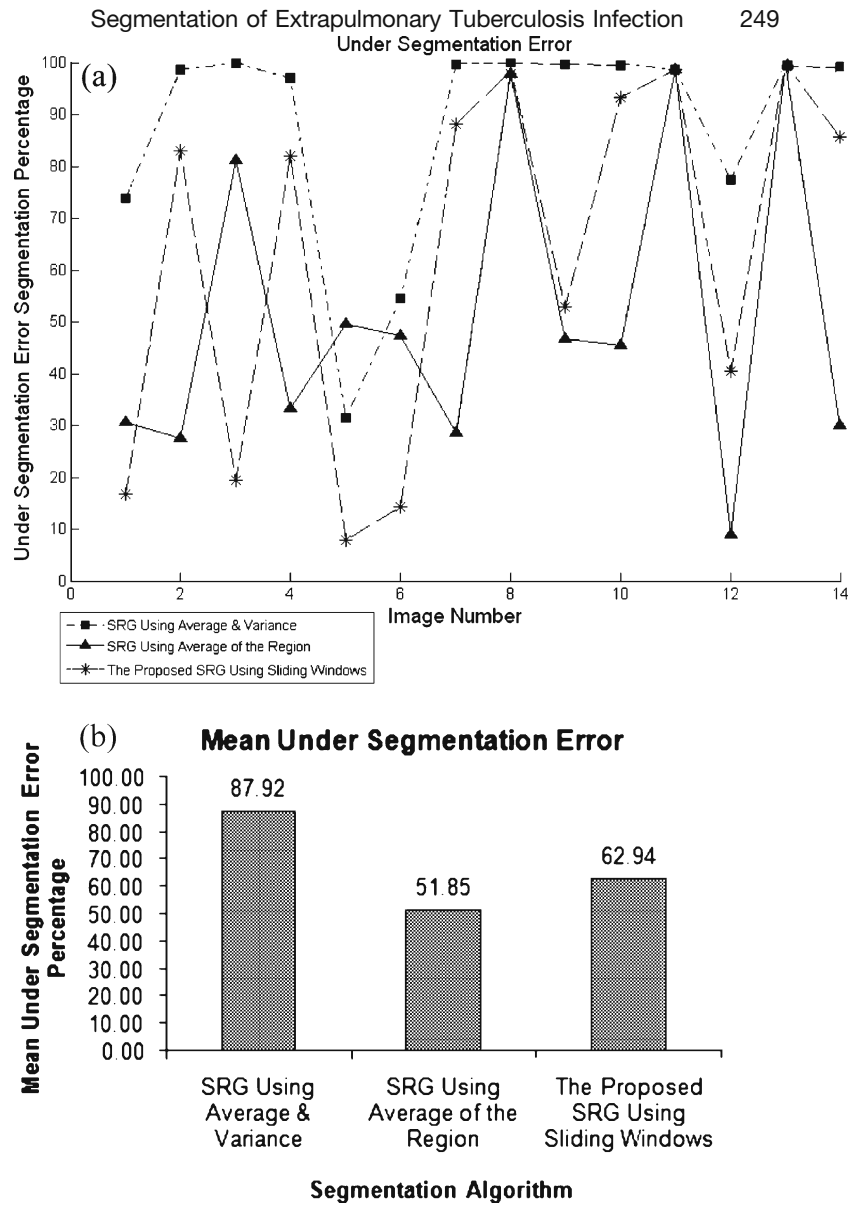 Segmentation of Extrapulmonary Tuberculosis Infection 249
Under Segmentation Error
(a)
Under Segmentation Error Segmentation Percentage
100
90
80
70
60
50
40
30
20
10
0
0 2 4 6 8 10 12 14
Image Number
SRG Using Average & Variance
SRG Using Average of the Region
The Proposed SRG Using Sliding Windows
(b)
Mean Under Segmentation Error
Mean Under Segmentation Error
Percentage
100.00
90.00
80.00
70.00
60.00
50.00
40.00
30.00
20.00
10.00
0.00
87.92
51.85
62.94
SRG Using
Average &
Variance
SRG Using
Average of the
Region
The Proposed
SRG Using
Sliding Windows
Segmentation Algorithm